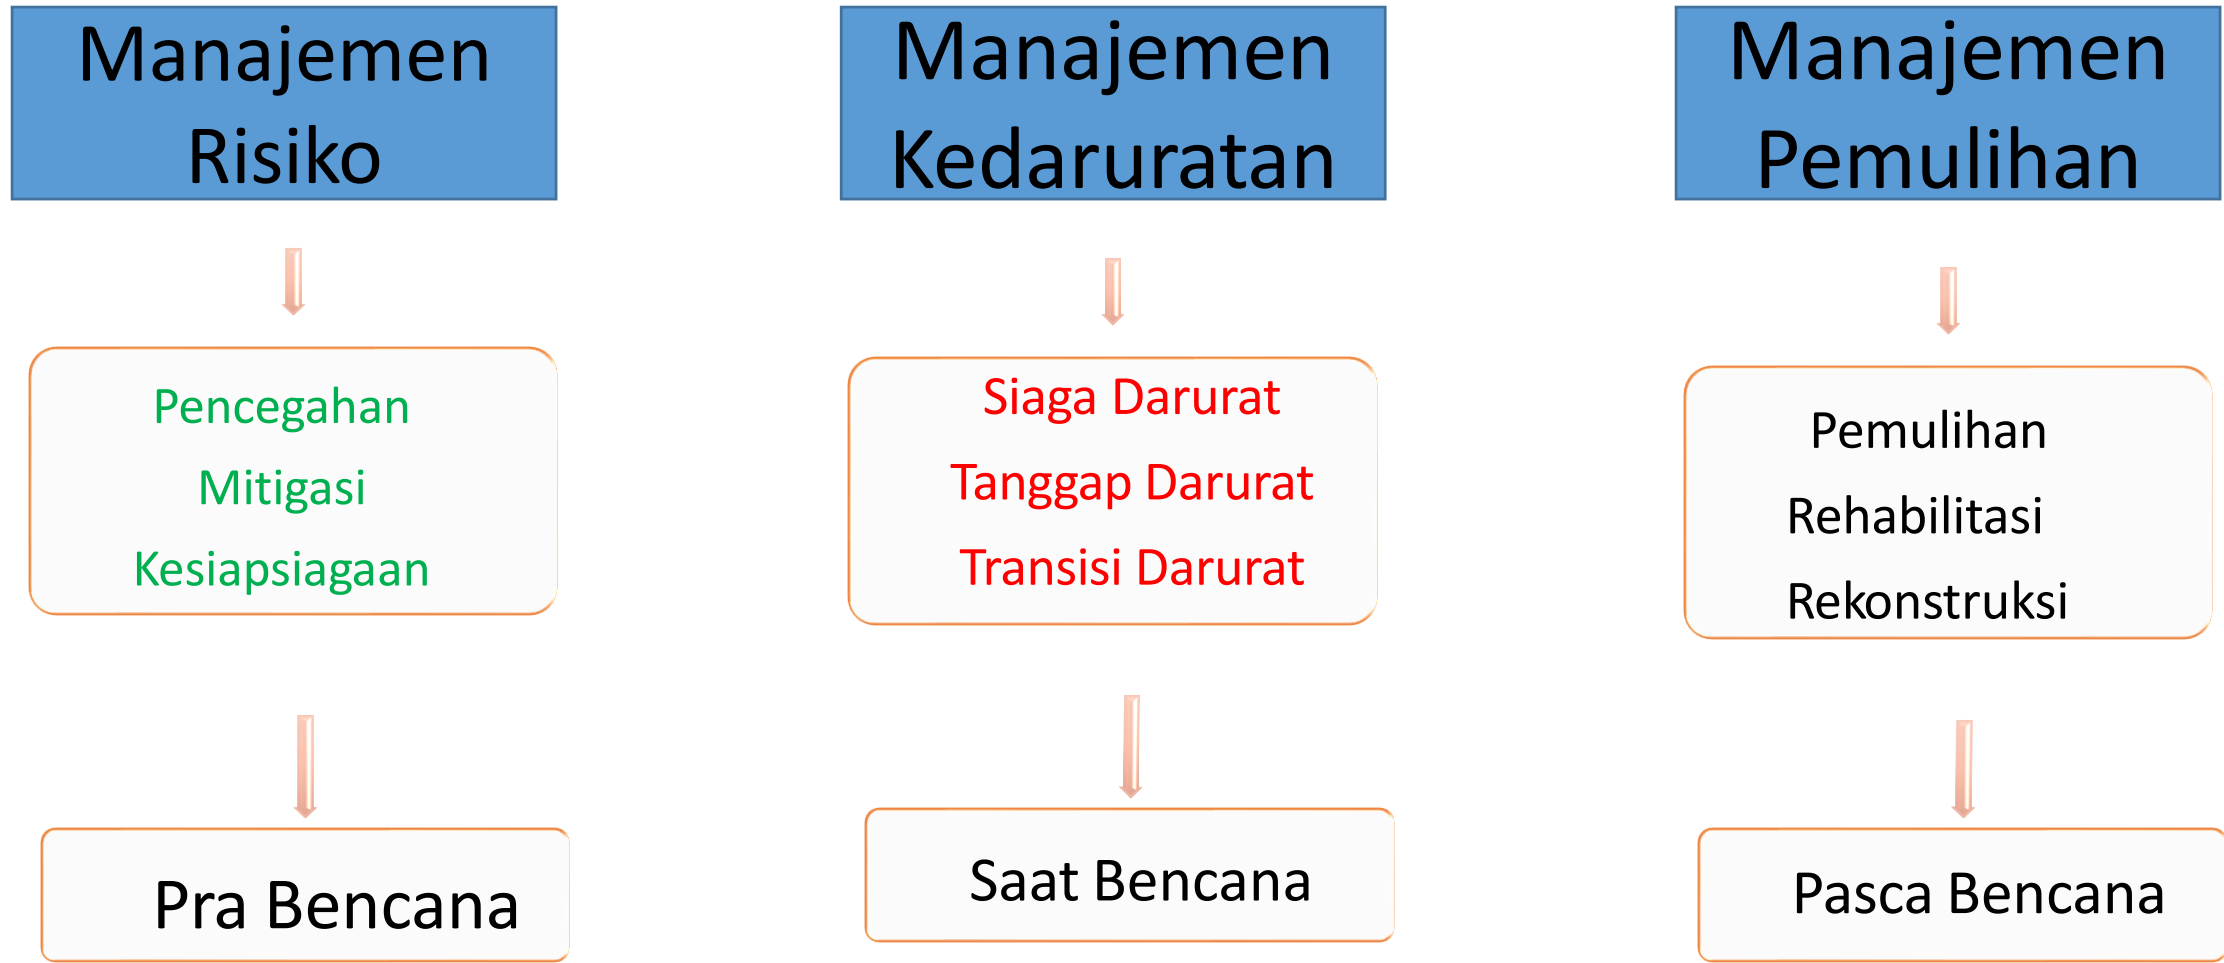 Manajemen
Risiko
Pencegahan
Mitigasi
Kesiapsiagaan
Pra Bencana
Manajemen
Kedaruratan
Siaga Darurat
Tanggap Darurat
Transisi Darurat
Saat Bencana
Manajemen
Pemulihan
Pemulihan
Rehabilitasi
Rekonstruksi
Pasca Bencana